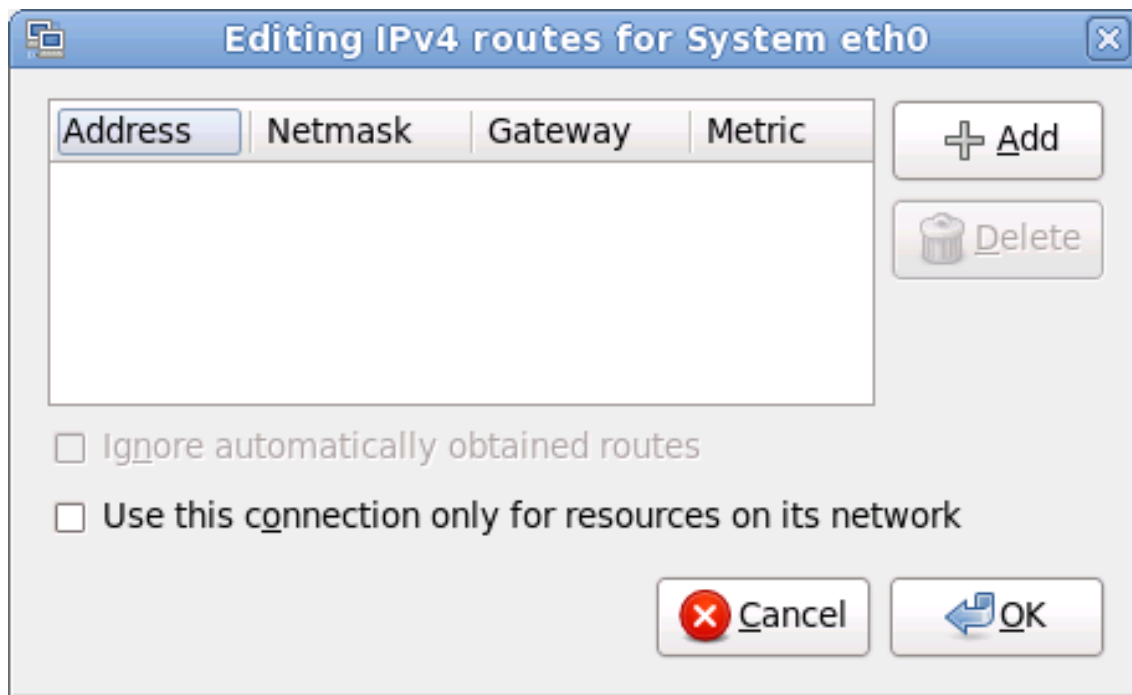 Editing IPv4 routes for System eth0
Address Netmask Gateway Metric
Add
Delete
Ignore automatically obtained routes
Use this connection only for resources on its network
Cancel OK